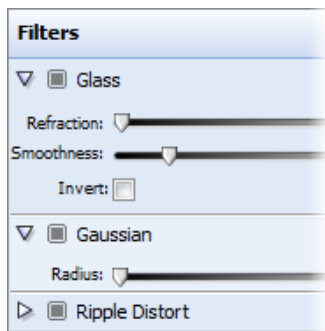 Filters
Glass
Refraction:
Smoothness:
Invert:
Gaussian
Radius:
Ripple Distort